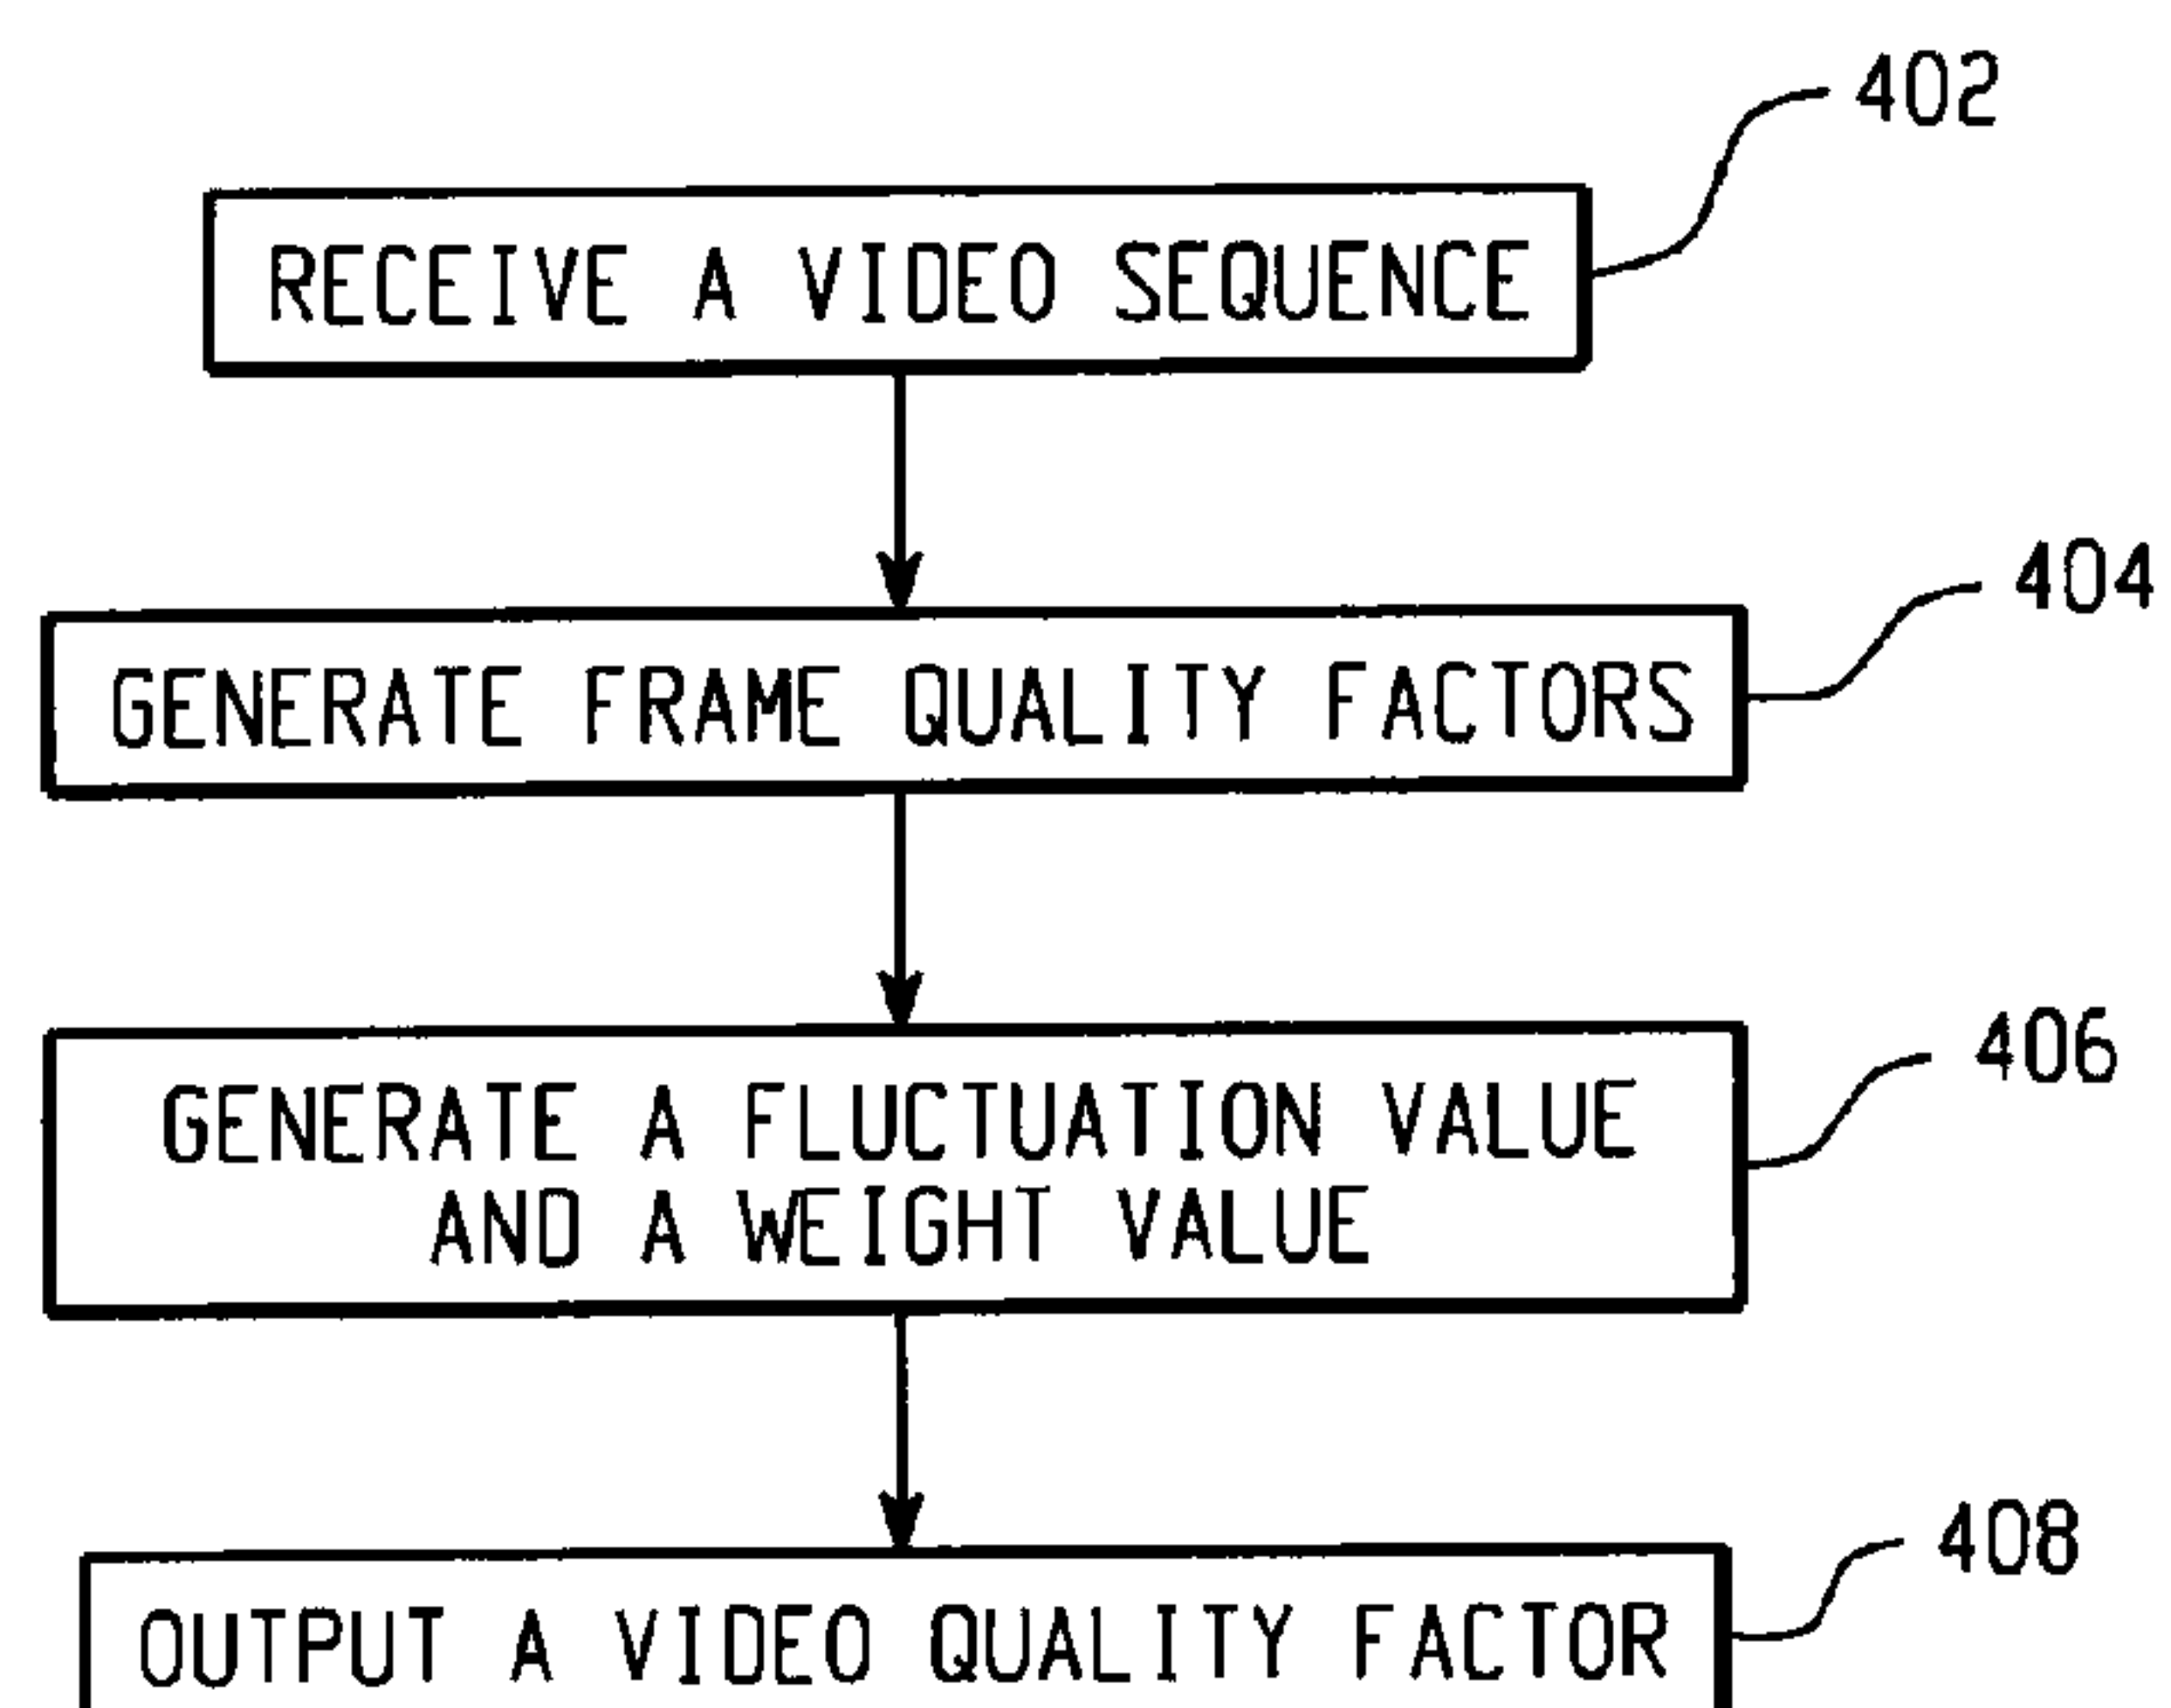 402
RECEIVE A VIDEO SEQUENCE
404
GENERATE FRAME QUALITY FACTORS
406
GENERATE A FLUCTUATION VALUE
AND A WEIGHT VALUE
408
OUTPUT A VIDEO QUALITY FACTOR